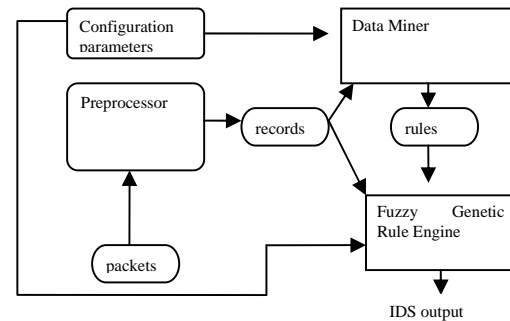 Configuration
parameters
Data Miner
Preprocessor
records
rules
Fuzzy Genetic
Rule Engine
packets
IDS output